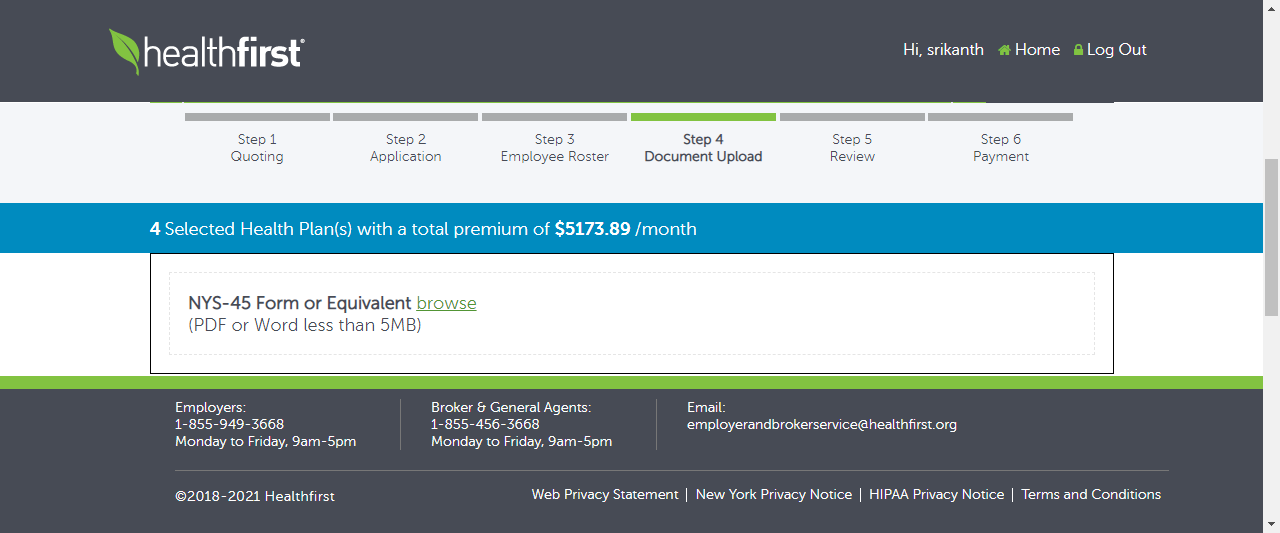 healthfirst®
Hi, srikanth Home Log Out
Step 1
Quoting
Step 2
Application
Step 3
Employee Roster
Step 4
Document Upload
Step 5
Review
Step 6
Payment
4 Selected Health Plan(s) with a total premium of $5173.89 /month
NYS-45 Form or Equivalent browse
(PDF or Word less than 5MB)
Employers:
1-855-949-3668
Monday to Friday, 9am-5pm
Broker & General Agents:
1-855-456-3668
Monday to Friday, 9am-5pm
Email:
employerandbrokerservice@healthfirst.org
©2018-2021 Healthfirst
Web Privacy Statement | New York Privacy Notice | HIPAA Privacy Notice | Terms and Conditions